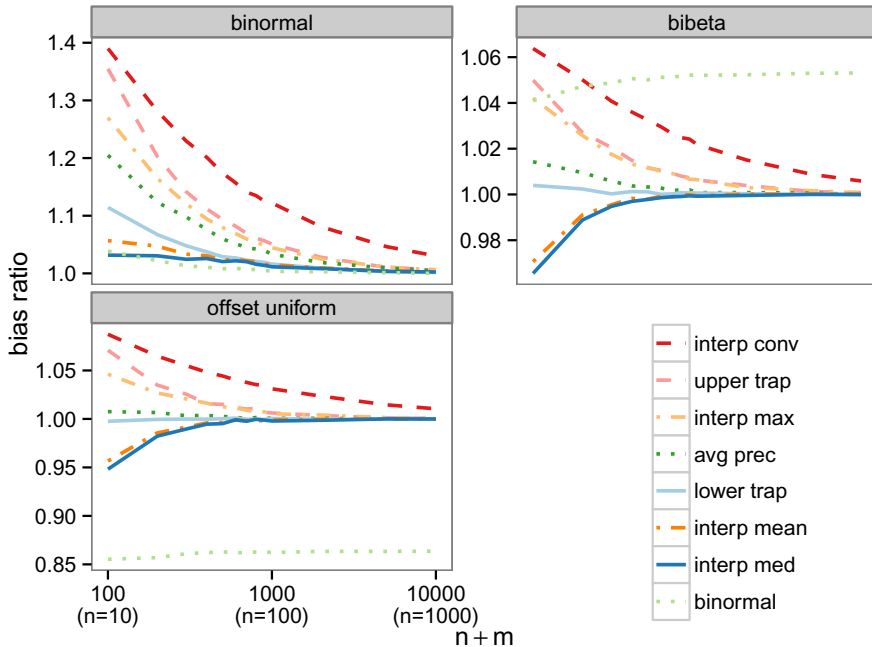 binormal
bibeta
1.4
1.3
1.2
1.1
1.0
1.06
1.04
1.02
1.00
0.98
bias ratio
offset uniform
1.05
1.00
0.95
0.90
0.85
100
(n=10)
1000
(n=100)
10000
(n=1000)
n + m
interp conv
upper trap
interp max
avg prec
lower trap
interp mean
interp med
binormal